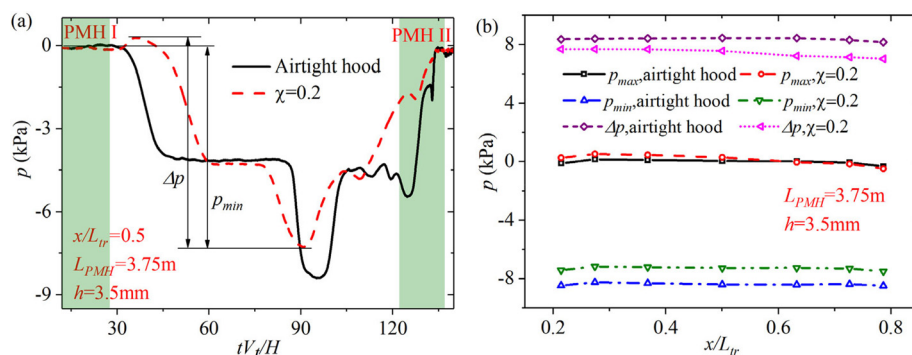 (a)
PMH I
PMH II
Airtight hood
χ=0.2
Δp
p_min
x/L_tr=0.5
L_PMH=3.75m
h=3.5mm
0
-3
-6
-9
p (kPa)
30 60 90 120
tV_t/H
(b)
8
4
0
-4
-8
p (kPa)
p_max,airtight hood p_max,χ=0.2
p_min,airtight hood p_min,χ=0.2
Δp,airtight hood Δp,χ=0.2
L_PMH=3.75m
h=3.5mm
0.2 0.4 0.6 0.8
x/L_tr